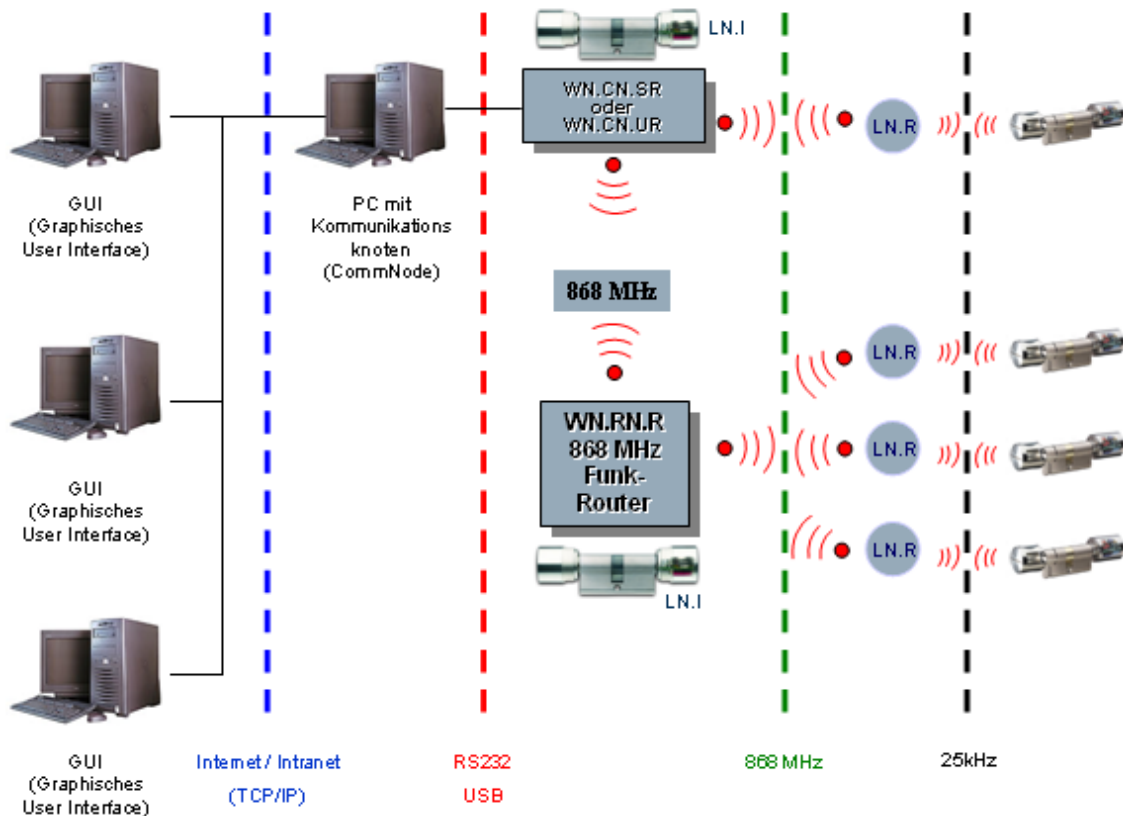 LN.I
WN.CN.SR
oder
WN.CN.UR
LN.R
GUI
(Graphisches
User Interface)
PC mit
Kommunikations
knoten
(CommNode)
868 MHz
LN.R
GUI
(Graphisches
User Interface)
WN.RN.R
868 MHz
Funk-
Router
LN.R
LN.R
LN.I
GUI
(Graphisches
User Interface)
Internet / Intranet
(TCP/IP)
RS232
USB
868 MHz
25kHz